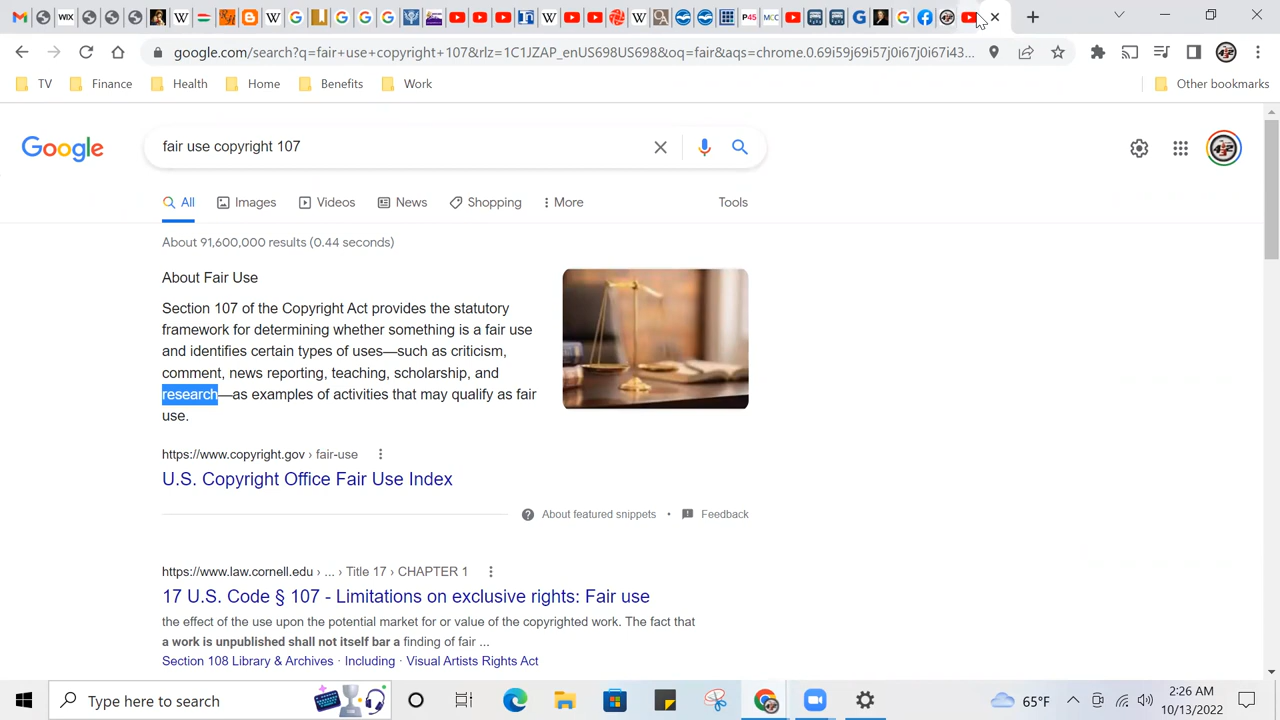 WIX
W
G
P45
MCC
google.com/search?q=fair+use+copyright+107&rlz=1C1JZAP_enUS698US698&oq=fair&aqs=chrome.0.69i59j69i57j0i67j0i67i43...
TV Finance Health Home Benefits Work Other bookmarks
Google
fair use copyright 107
All Images Videos News Shopping More Tools
About 91,600,000 results (0.44 seconds)
About Fair Use
Section 107 of the Copyright Act provides the statutory
framework for determining whether something is a fair use
and identifies certain types of uses—such as criticism,
comment, news reporting, teaching, scholarship, and
research—as examples of activities that may qualify as fair
use.
https://www.copyright.gov › fair-use
U.S. Copyright Office Fair Use Index
About featured snippets • Feedback
https://www.law.cornell.edu › ... › Title 17 › CHAPTER 1
17 U.S. Code § 107 - Limitations on exclusive rights: Fair use
the effect of the use upon the potential market for or value of the copyrighted work. The fact that
a work is unpublished shall not itself bar a finding of fair ...
Section 108 Library & Archives · Including · Visual Artists Rights Act
Type here to search
65°F
2:26 AM
10/13/2022